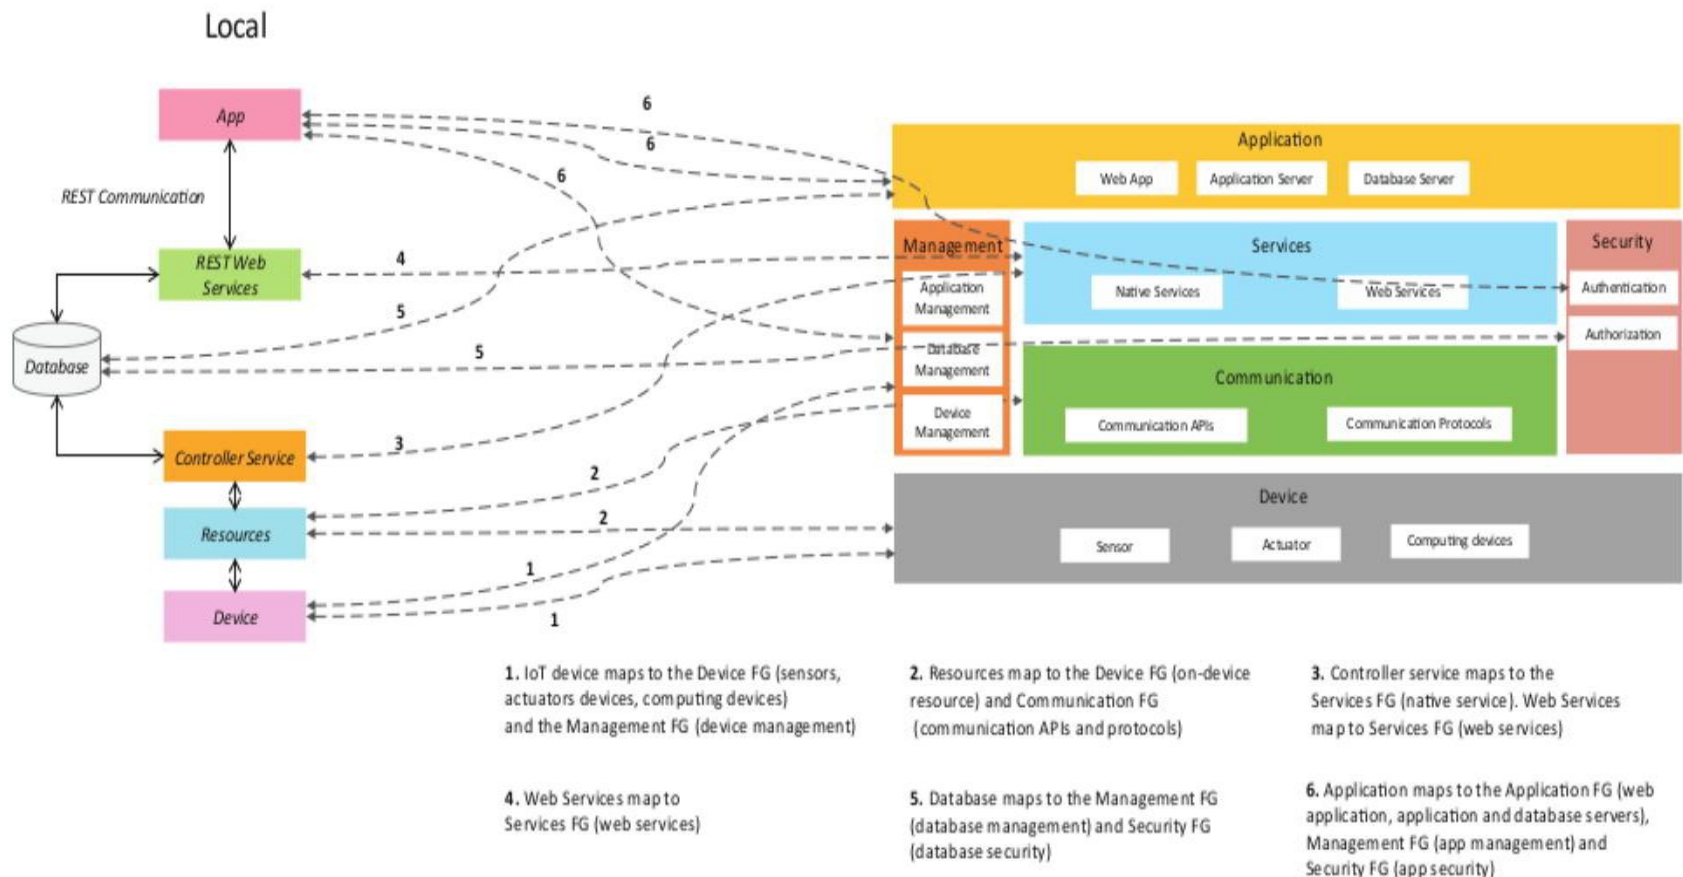 Local
App
REST Communication
REST Web
Services
Database
Controller Service
Resources
Device
6
6
6
4
5
5
3
2
2
1
1
Application
Web App
Application Server
Database Server
Management
Application
Management
Database
Management
Device
Management
Services
Native Services
Web Services
Security
Authentication
Authorization
Communication
Communication APIs
Communication Protocols
Device
Sensor
Actuator
Computing devices
1. IoT device maps to the Device FG (sensors,
actuators devices, computing devices)
and the Management FG (device management)
2. Resources map to the Device FG (on-device
resource) and Communication FG
(communication APIs and protocols)
3. Controller service maps to the
Services FG (native service). Web Services
map to Services FG (web services)
4. Web Services map to
Services FG (web services)
5. Database maps to the Management FG
(database management) and Security FG
(database security)
6. Application maps to the Application FG (web
application, application and database servers),
Management FG (app management) and
Security FG (app security)